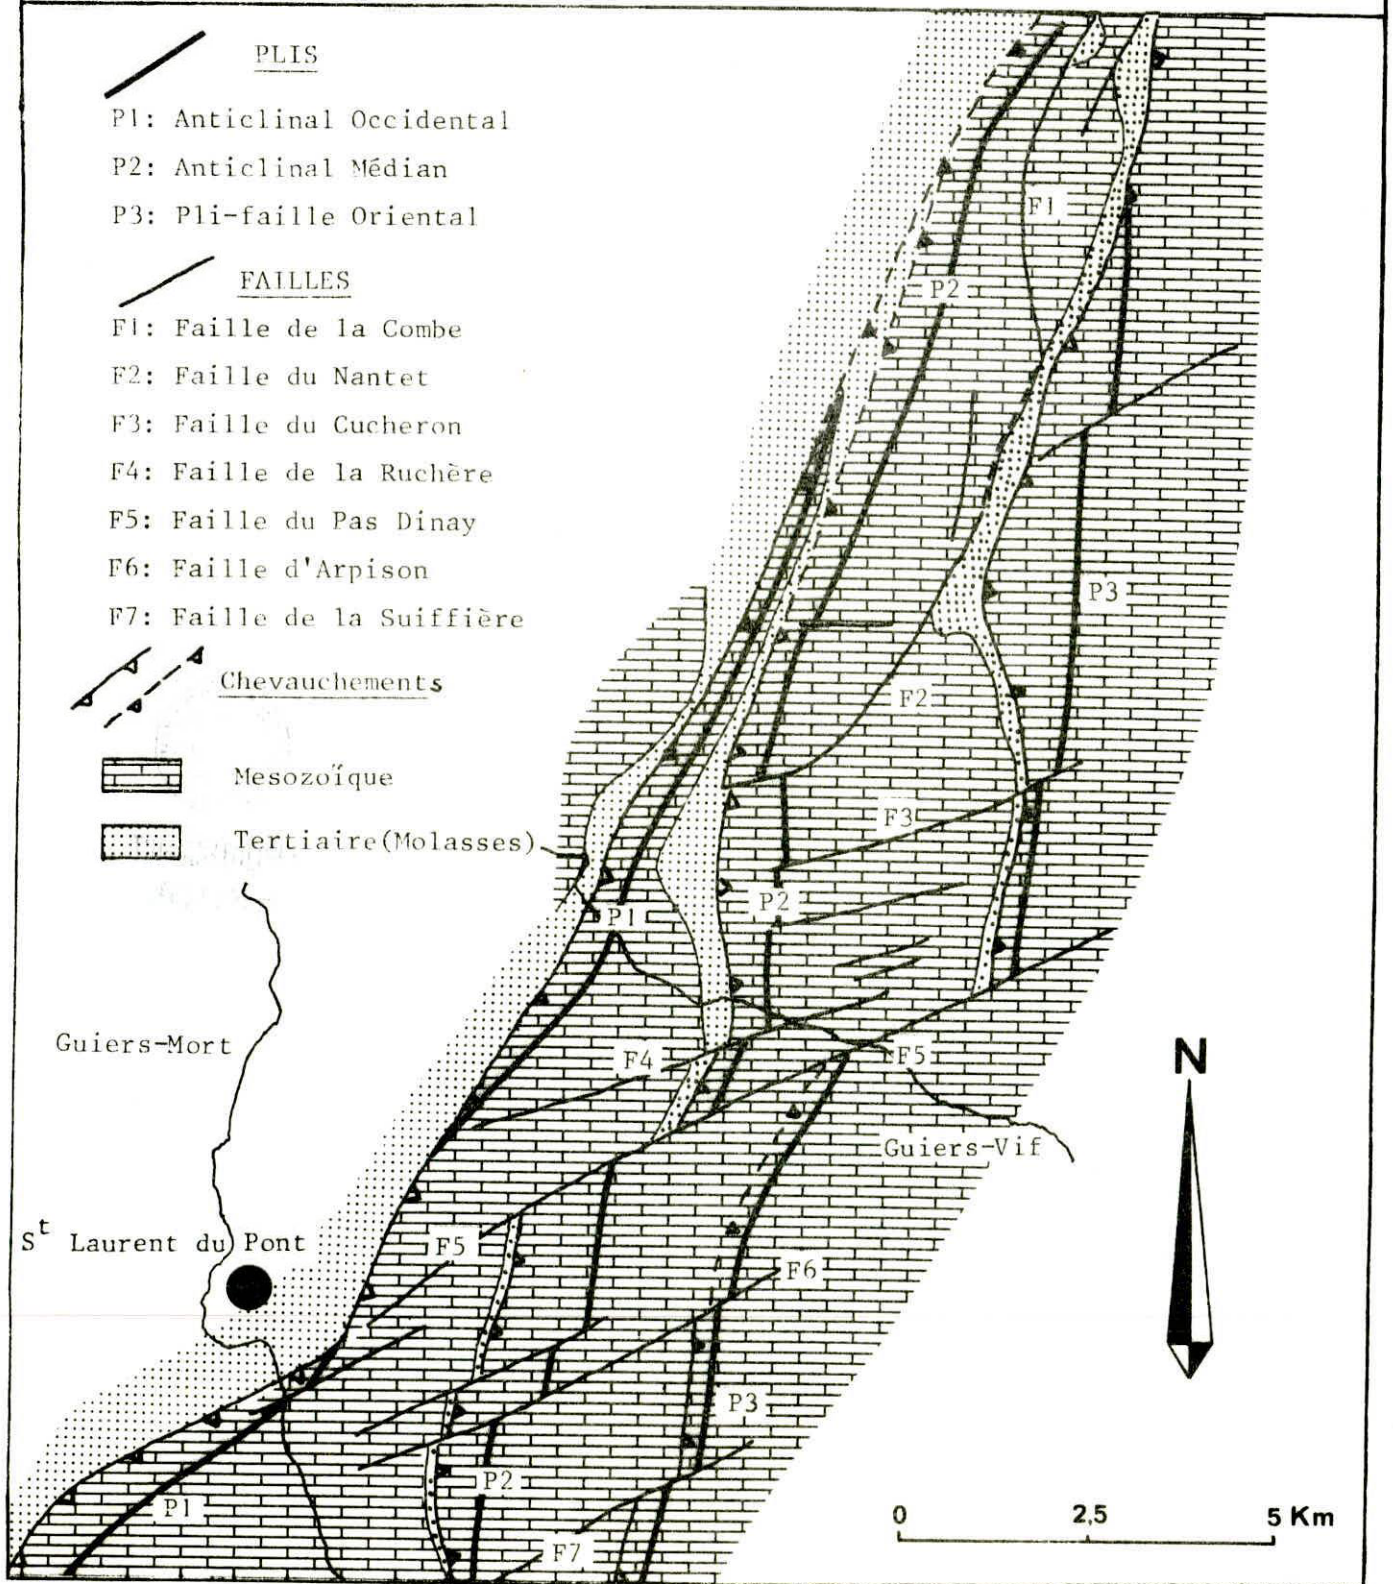 PLIS
P1: Anticlinal Occidental
P2: Anticlinal Médian
P3: Pli-faille Oriental
FAILLES
F1: Faille de la Combe
F2: Faille du Nantet
F3: Faille du Cucheron
F4: Faille de la Ruchère
F5: Faille du Pas Dinay
F6: Faille d'Arpison
F7: Faille de la Suiffière
Chevauchements
Mesozoïque
Tertiaire(Molasses)
F1
P2
P3
F2
F3
P2
P1
Guiers-Mort
F4
F5
N
Guiers-Vif
St Laurent du Pont
F5
F6
P3
P2
P1
F7
0 2,5 5 Km